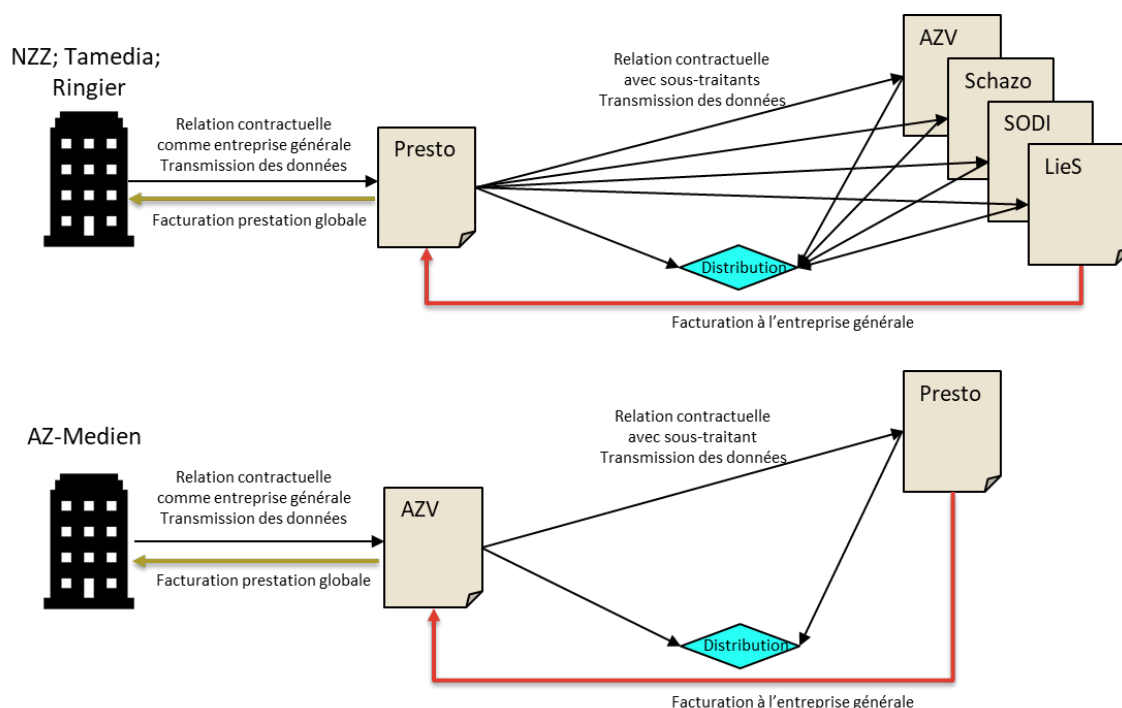 NZZ; Tamedia;
Ringier
Relation contractuelle
comme entreprise générale
Transmission des données
Facturation prestation globale
Presto
Relation contractuelle
avec sous-traitants
Transmission des données
AZV
Schazo
SODI
LieS
Distribution
Facturation à l’entreprise générale
AZ-Medien
Relation contractuelle
comme entreprise générale
Transmission des données
Facturation prestation globale
AZV
Relation contractuelle
avec sous-traitant
Transmission des données
Presto
Distribution
Facturation à l’entreprise générale